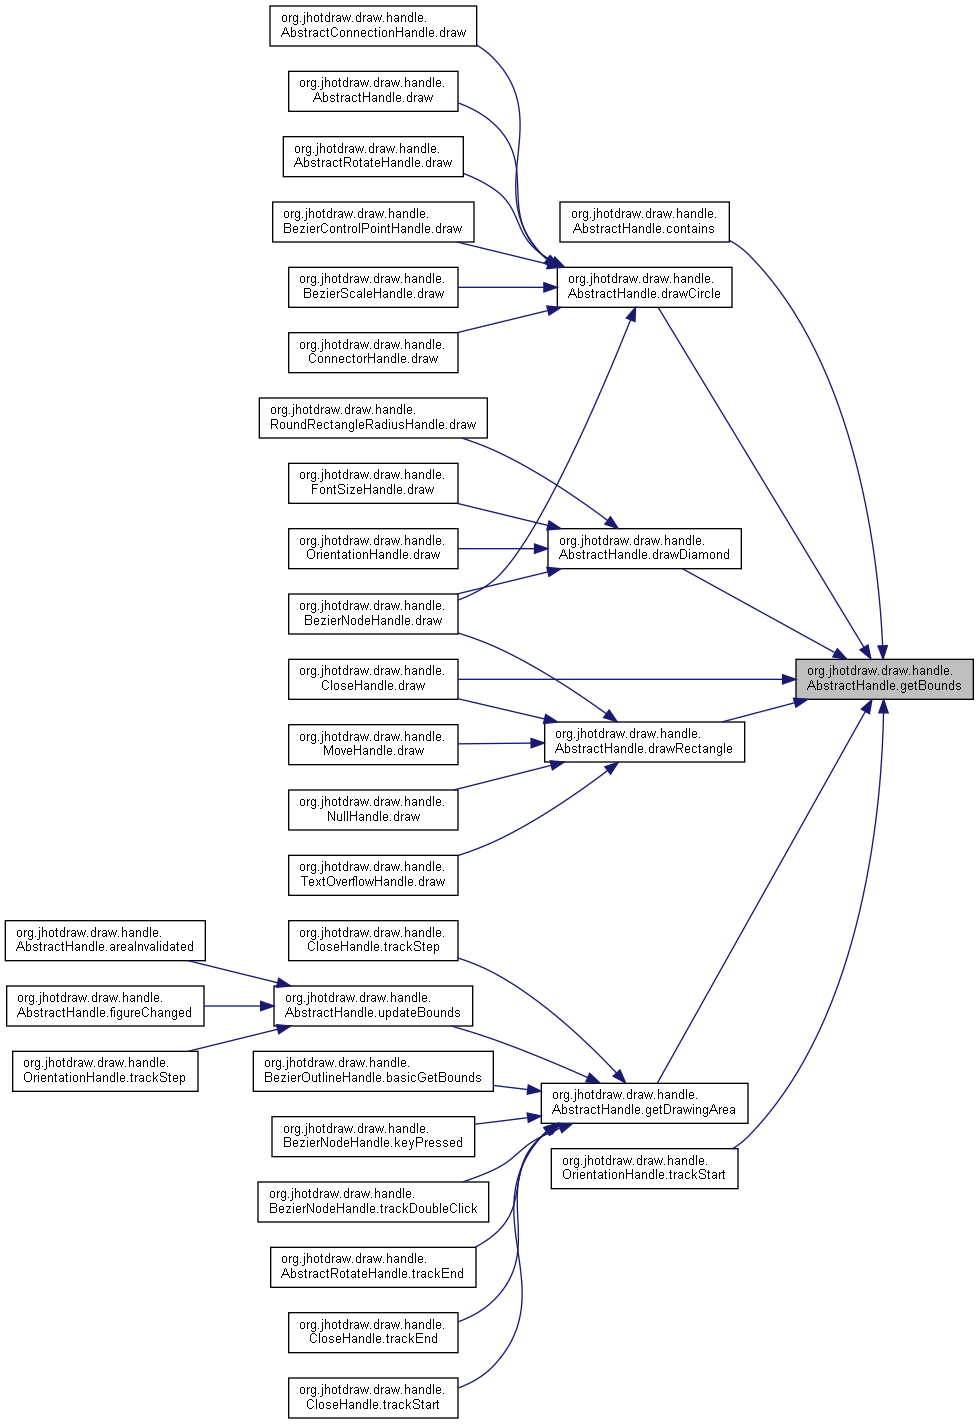 org.jhotdraw.draw.handle.
AbstractConnectionHandle.draw
org.jhotdraw.draw.handle.
AbstractHandle.draw
org.jhotdraw.draw.handle.
AbstractRotateHandle.draw
org.jhotdraw.draw.handle.
BezierControlPointHandle.draw
org.jhotdraw.draw.handle.
AbstractHandle.contains
org.jhotdraw.draw.handle.
BezierScaleHandle.draw
org.jhotdraw.draw.handle.
AbstractHandle.drawCircle
org.jhotdraw.draw.handle.
ConnectorHandle.draw
org.jhotdraw.draw.handle.
RoundRectangleRadiusHandle.draw
org.jhotdraw.draw.handle.
FontSizeHandle.draw
org.jhotdraw.draw.handle.
OrientationHandle.draw
org.jhotdraw.draw.handle.
AbstractHandle.drawDiamond
org.jhotdraw.draw.handle.
BezierNodeHandle.draw
org.jhotdraw.draw.handle.
CloseHandle.draw
org.jhotdraw.draw.handle.
AbstractHandle.getBounds
org.jhotdraw.draw.handle.
MoveHandle.draw
org.jhotdraw.draw.handle.
AbstractHandle.drawRectangle
org.jhotdraw.draw.handle.
NullHandle.draw
org.jhotdraw.draw.handle.
TextOverflowHandle.draw
org.jhotdraw.draw.handle.
AbstractHandle.areaInvalidated
org.jhotdraw.draw.handle.
CloseHandle.trackStep
org.jhotdraw.draw.handle.
AbstractHandle.figureChanged
org.jhotdraw.draw.handle.
AbstractHandle.updateBounds
org.jhotdraw.draw.handle.
OrientationHandle.trackStep
org.jhotdraw.draw.handle.
BezierOutlineHandle.basicGetBounds
org.jhotdraw.draw.handle.
AbstractHandle.getDrawingArea
org.jhotdraw.draw.handle.
BezierNodeHandle.keyPressed
org.jhotdraw.draw.handle.
OrientationHandle.trackStart
org.jhotdraw.draw.handle.
BezierNodeHandle.trackDoubleClick
org.jhotdraw.draw.handle.
AbstractRotateHandle.trackEnd
org.jhotdraw.draw.handle.
CloseHandle.trackEnd
org.jhotdraw.draw.handle.
CloseHandle.trackStart